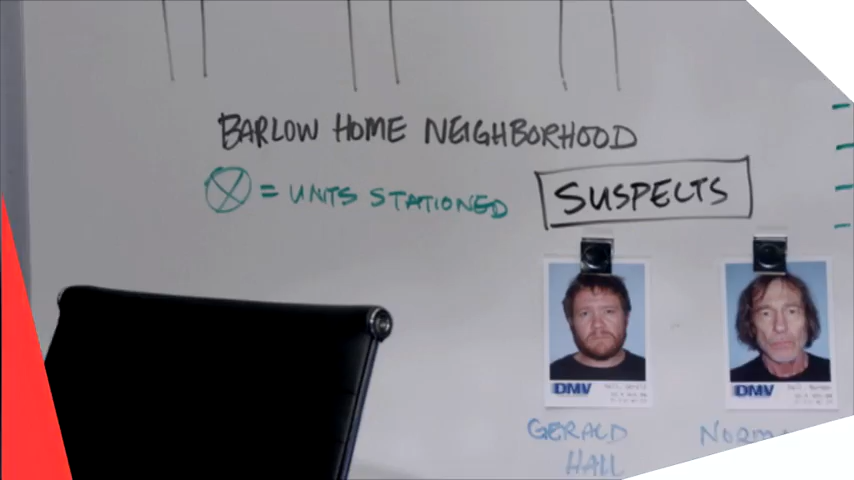 BARLOW HOME NEIGHBORHOOD
= UNITS STATIONED
SUSPECTS
DMV
DMV
GERALD
HALL